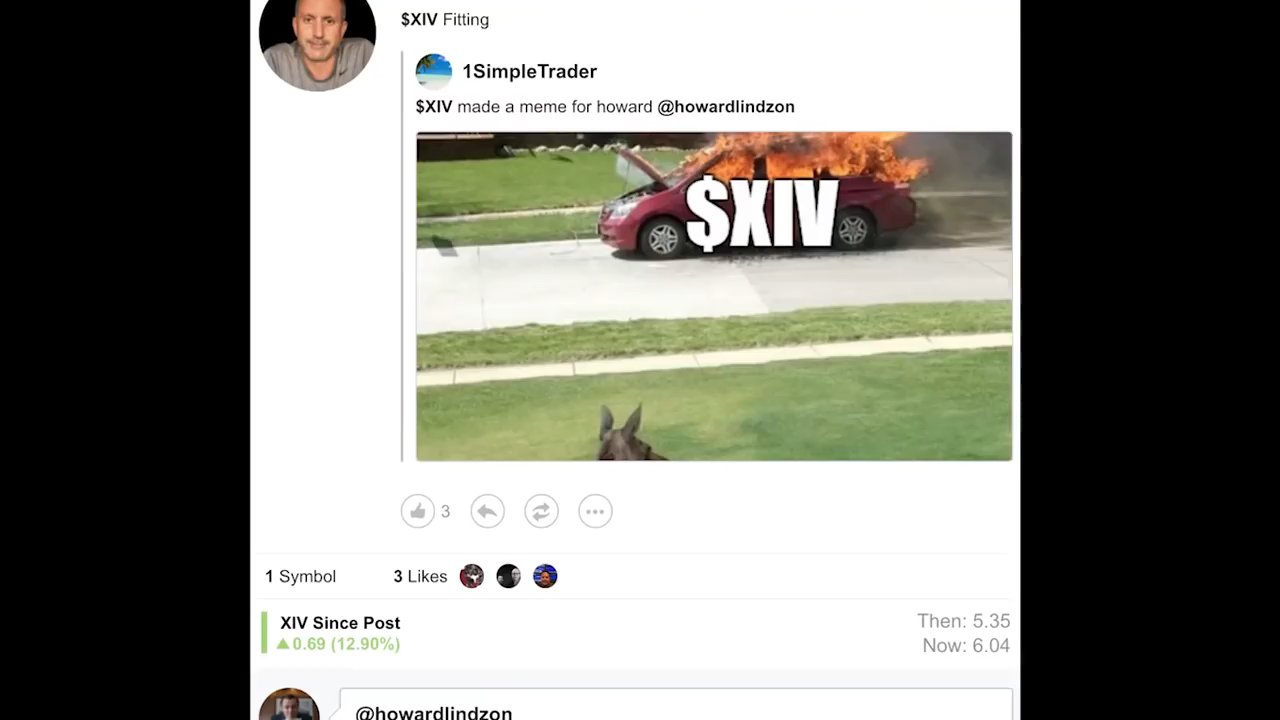 $XIV Fitting
1SimpleTrader
$XIV made a meme for howard @howardlindzon
$XIV
3
1 Symbol 3 Likes
XIV Since Post
▲0.69 (12.90%)
Then: 5.35
Now: 6.04
@howardlindzon